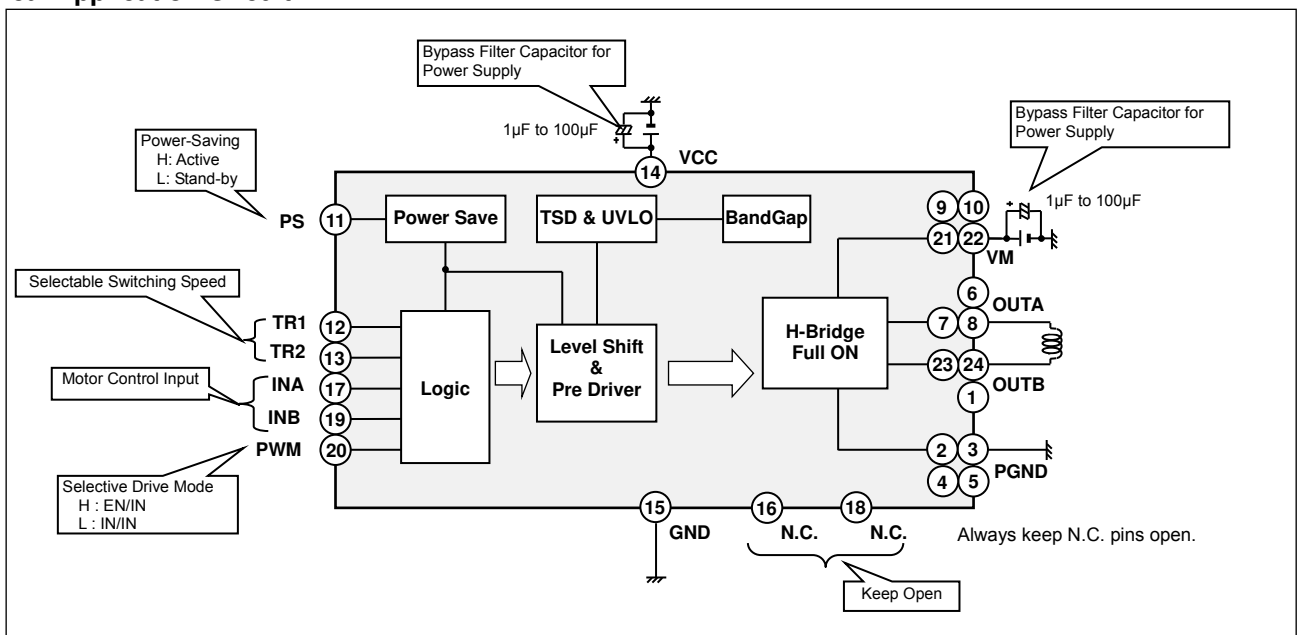 Bypass Filter Capacitor for
Power Supply
1µF to 100µF
Bypass Filter Capacitor for
Power Supply
1µF to 100µF
Power-Saving
H: Active
L: Stand-by
VCC
14
PS
11
Power Save
TSD & UVLO
BandGap
9
10
21
22
VM
Selectable Switching Speed
TR1
12
TR2
13
Motor Control Input
INA
17
INB
19
PWM
20
Selective Drive Mode
H : EN/IN
L : IN/IN
Logic
Level Shift
&
Pre Driver
H-Bridge
Full ON
6
OUTA
7
8
23
24
OUTB
1
2
3
PGND
4
5
15
GND
16
N.C.
18
N.C.
Always keep N.C. pins open.
Keep Open